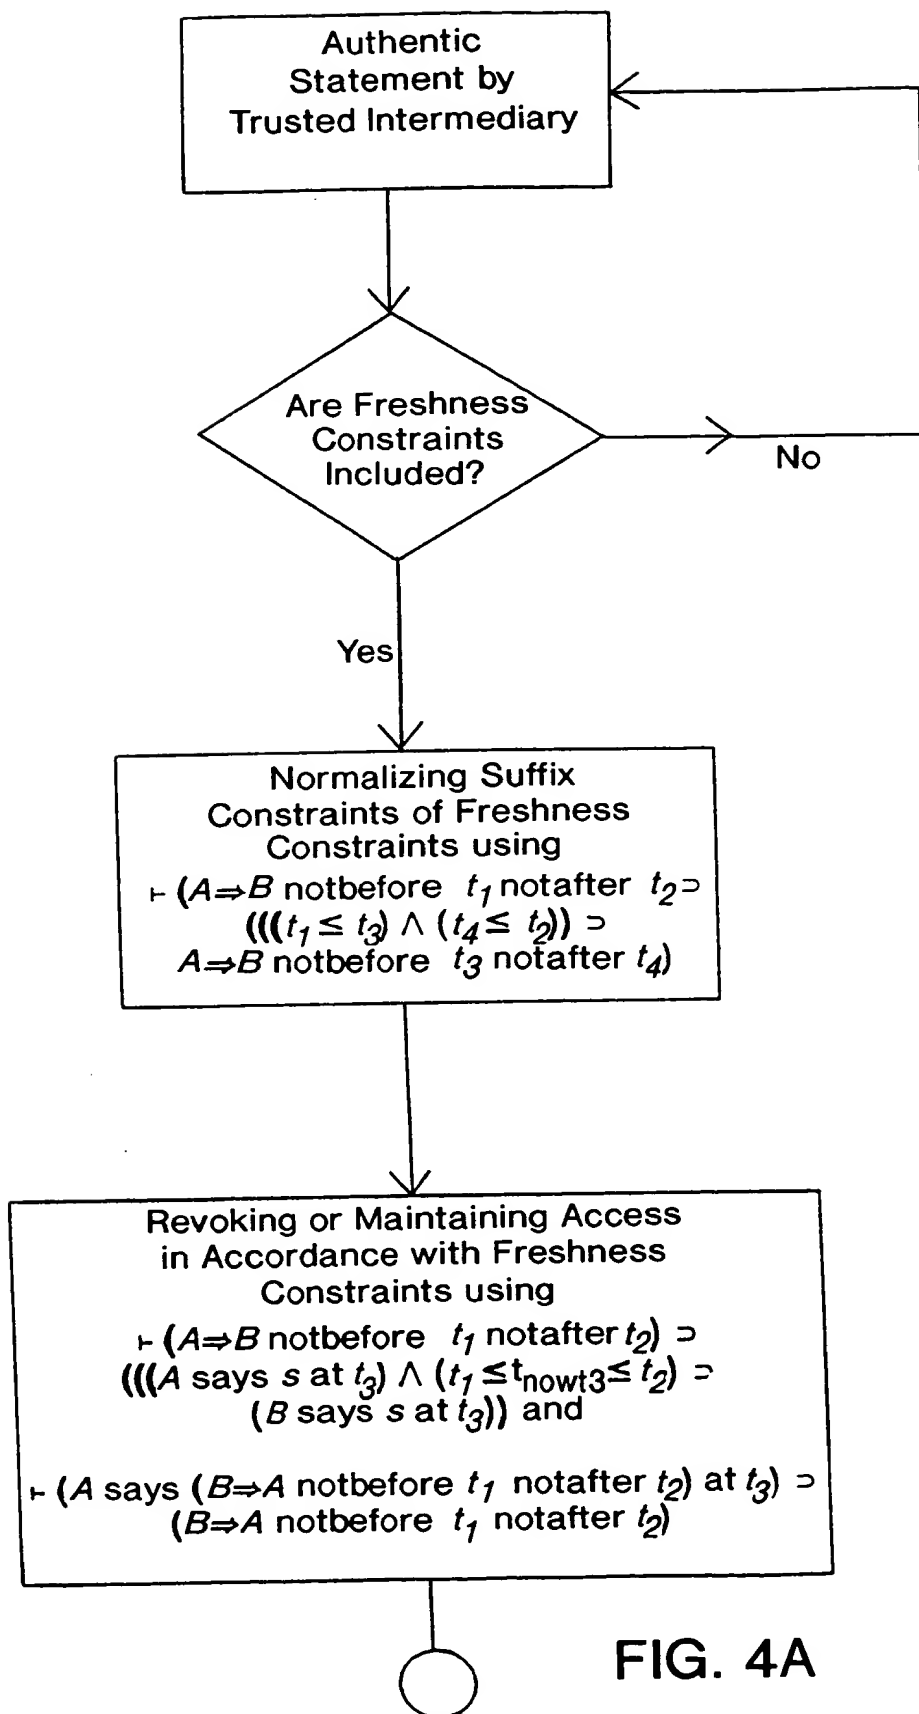 Authentic
Statement by
Trusted Intermediary
Are Freshness
Constraints
Included?
No
Yes
Normalizing Suffix
Constraints of Freshness
Constraints using
⊢ (A⇒B notbefore t₁ notafter t₂ ⊃
(((t₁ ≤ t₃) ∧ (t₄ ≤ t₂)) ⊃
A⇒B notbefore t₃ notafter t₄)
Revoking or Maintaining Access
in Accordance with Freshness
Constraints using
⊢ (A⇒B notbefore t₁ notafter t₂) ⊃
(((A says s at t₃) ∧ (t₁ ≤ t_nowt3 ≤ t₂) ⊃
(B says s at t₃)) and
⊢ (A says (B⇒A notbefore t₁ notafter t₂) at t₃) ⊃
(B⇒A notbefore t₁ notafter t₂)
FIG. 4A